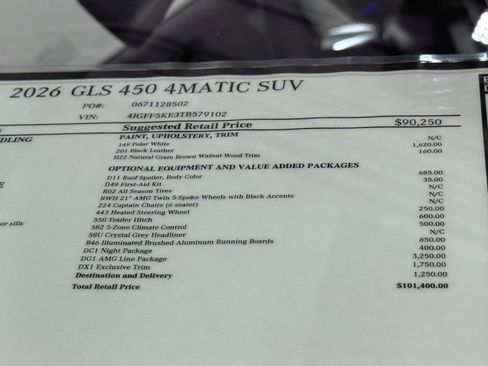 2026 GLS 450 4MATIC SUV
PO#: 0671128502
VIN: 4JGFF5KE3TB579102
Suggested Retail Price $90,250
DLING PAINT, UPHOLSTERY, TRIM
149 Polar White N/C
201 Black Leather 1,620.00
H22 Natural Grain Brown Walnut Wood Trim 160.00
OPTIONAL EQUIPMENT AND VALUE ADDED PACKAGES
D11 Roof Spoiler, Body Color 685.00
D49 First-Aid Kit 35.00
R02 All Season Tires N/C
RWH 21" AMG Twin 5-Spoke Wheels with Black Accents N/C
224 Captain Chairs (6 seater) N/C
443 Heated Steering Wheel 250.00
550 Trailer Hitch 600.00
or sills 582 5-Zone Climate Control 500.00
58U Crystal Grey Headliner N/C
846 Illuminated Brushed Aluminum Running Boards 650.00
DC1 Night Package 400.00
DG1 AMG Line Package 3,250.00
DX1 Exclusive Trim 1,750.00
Destination and Delivery 1,250.00
Total Retail Price $101,400.00